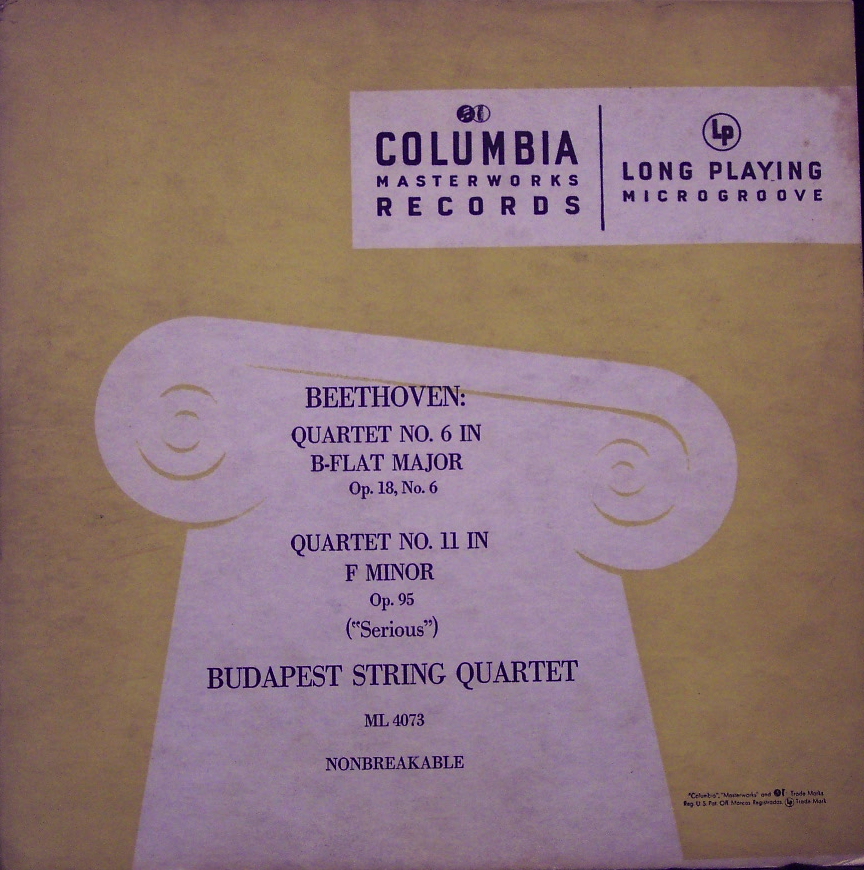 COLUMBIA
MASTERWORKS
RECORDS
LP
LONG PLAYING
MICROGROOVE
BEETHOVEN:
QUARTET NO. 6 IN
B-FLAT MAJOR
Op. 18, No. 6
QUARTET NO. 11 IN
F MINOR
Op. 95
("Serious")
BUDAPEST STRING QUARTET
ML 4073
NONBREAKABLE
"Columbia", "Masterworks" and Trade Marks
Reg. U. S. Pat. Off. Marcas Registradas LP Trade Mark